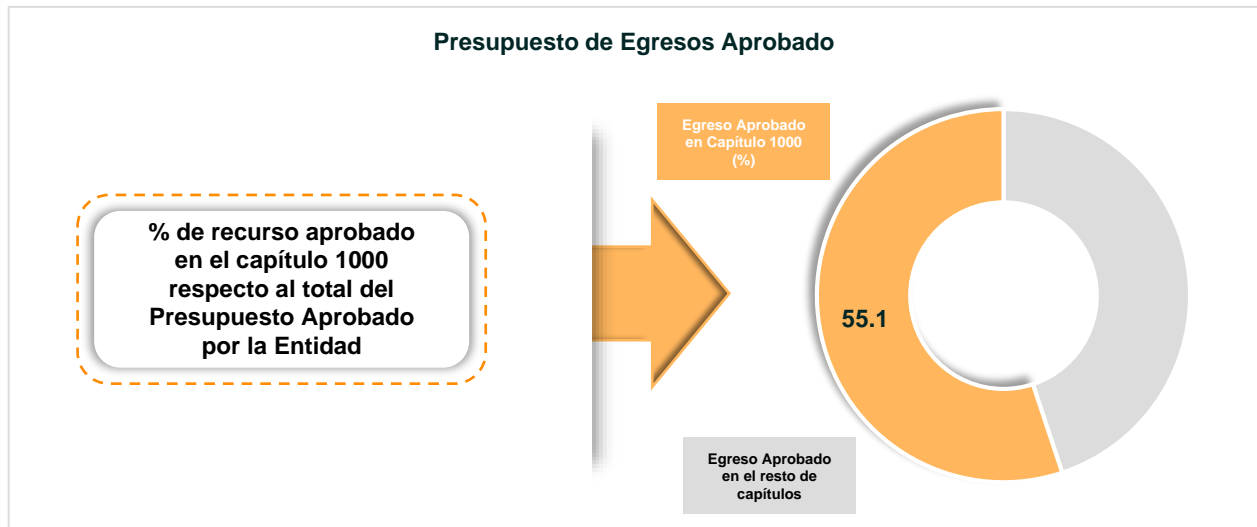 Presupuesto de Egresos Aprobado
Egreso Aprobado
en Capítulo 1000
(%)
% de recurso aprobado
en el capítulo 1000
respecto al total del
Presupuesto Aprobado
por la Entidad
55.1
Egreso Aprobado
en el resto de
capítulos